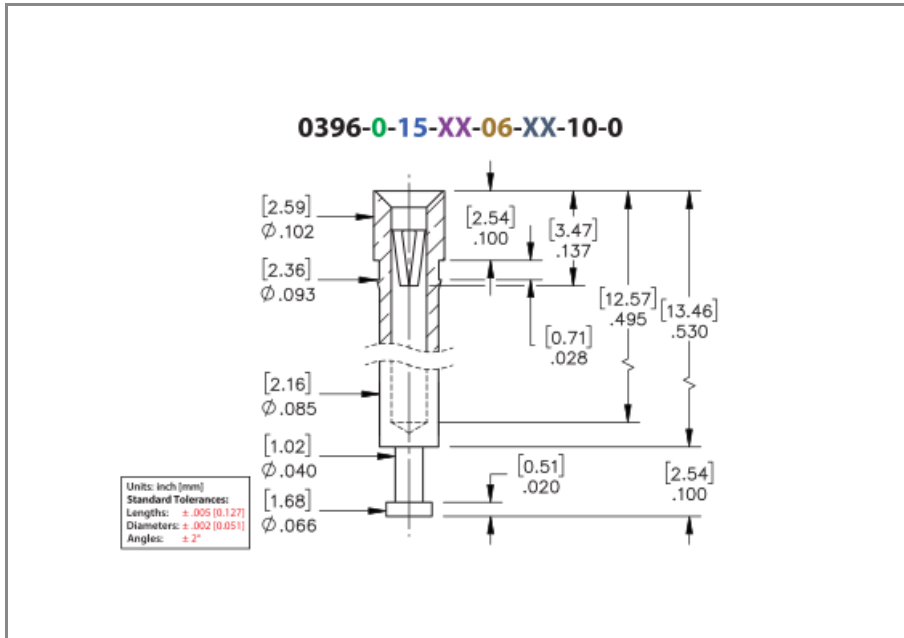 0396-0-15-XX-06-XX-10-0
[2.59]
Ø.102
[2.54]
.100
[3.47]
.137
[2.36]
Ø.093
[12.57]
.495
[13.46]
.530
[0.71]
.028
[2.16]
Ø.085
[1.02]
Ø.040
[0.51]
.020
[2.54]
.100
[1.68]
Ø.066
Units: inch [mm]
Standard Tolerances:
Lengths: ± .005 [0.127]
Diameters: ± .002 [0.051]
Angles: ± 2°